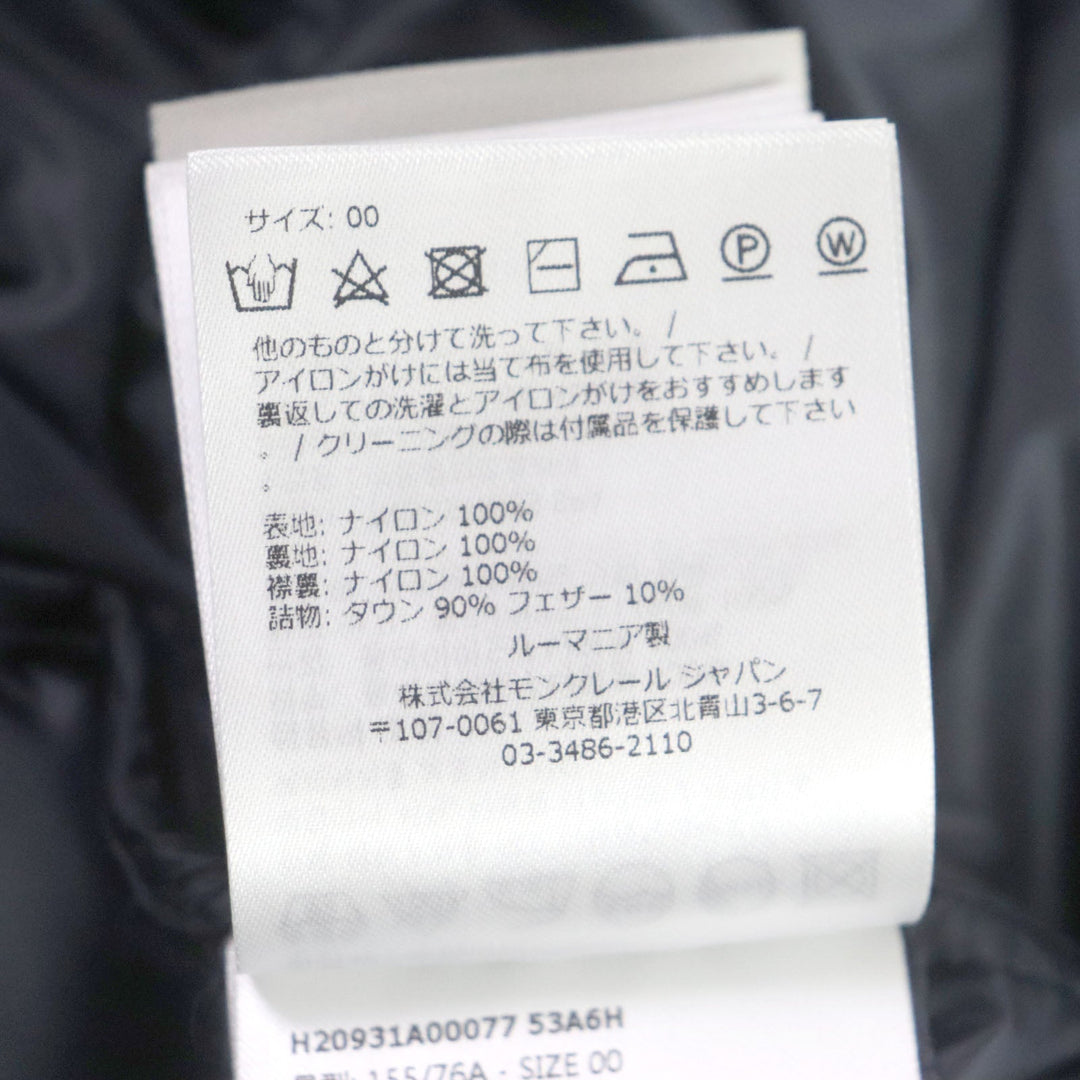 サイズ: 00
P W
他のものと分けて洗って下さい。 /
アイロンがけには当て布を使用して下さい。 /
裏返しての洗濯とアイロンがけをおすすめします
。 / クリーニングの際は付属品を保護して下さい
。
表地: ナイロン 100%
裏地: ナイロン 100%
襟裏: ナイロン 100%
詰物: ダウン 90% フェザー 10%
ルーマニア製
株式会社モンクレール ジャパン
〒107-0061 東京都港区北青山3-6-7
03-3486-2110
H20931A00077 53A6H
155/76A - SIZE 00